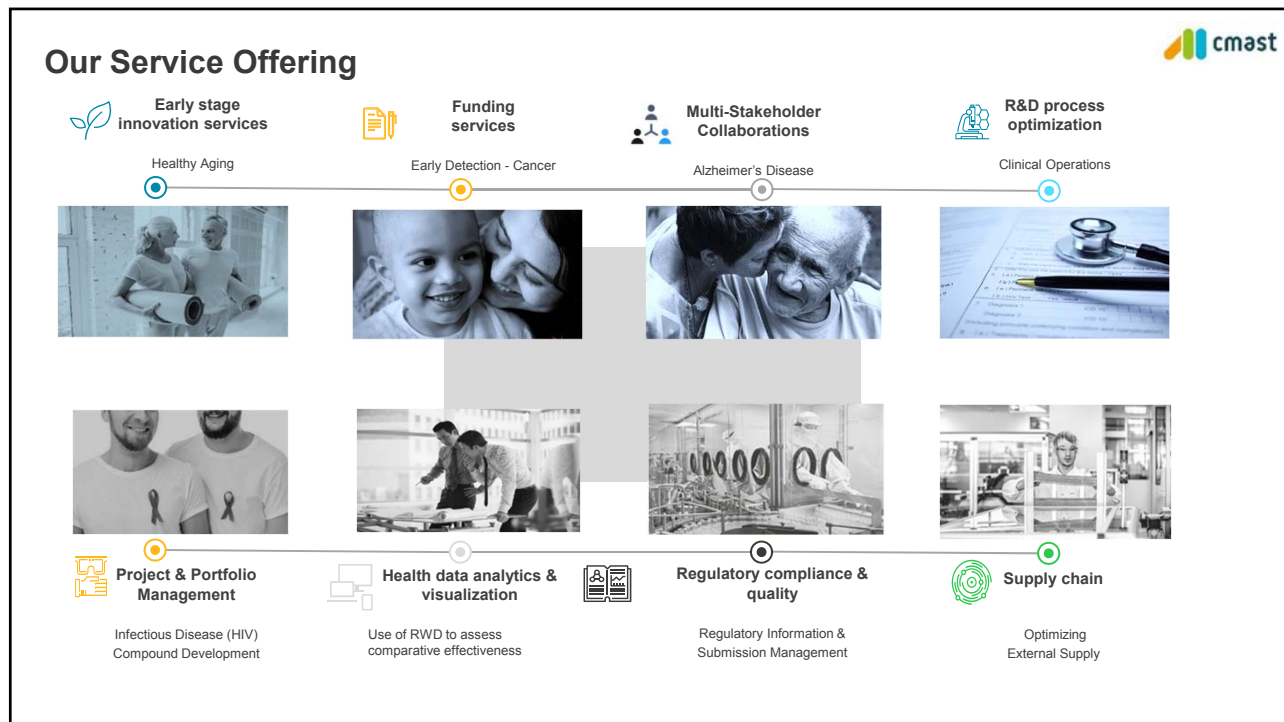 Our Service Offering
cmast
Early stage
innovation services
Healthy Aging
Funding
services
Early Detection - Cancer
Multi-Stakeholder
Collaborations
Alzheimer's Disease
R&D process
optimization
Clinical Operations
Project & Portfolio
Management
Infectious Disease (HIV)
Compound Development
Health data analytics &
visualization
Use of RWD to assess
comparative effectiveness
Regulatory compliance &
quality
Regulatory Information &
Submission Management
Supply chain
Optimizing
External Supply